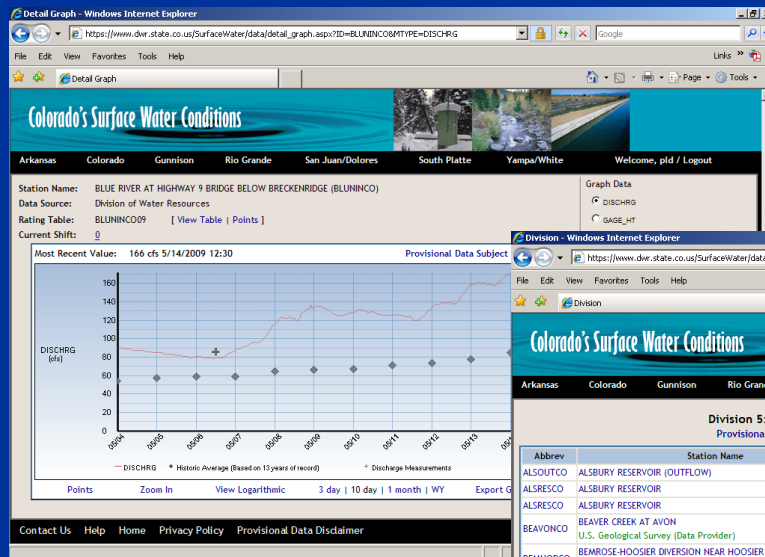 Detail Graph - Windows Internet Explorer
https://www.dwr.state.co.us/SurfaceWater/data/detail_graph.aspx?ID=BLUNINCO&MTYPE=DISCHRG
Google
File Edit View Favorites Tools Help
Links »
Detail Graph
Page Tools
Colorado's Surface Water Conditions
Arkansas Colorado Gunnison Rio Grande San Juan/Dolores South Platte Yampa/White Welcome, pld / Logout
Station Name: BLUE RIVER AT HIGHWAY 9 BRIDGE BELOW BRECKENRIDGE (BLUNINCO)
Data Source: Division of Water Resources
Rating Table: BLUNINCO09 [ View Table | Points ]
Current Shift: 0
Graph Data
DISCHRG
GAGE_HT
Most Recent Value: 166 cfs 5/14/2009 12:30 Provisional Data Subject
160
140
120
100
80
60
40
20
0
DISCHRG
(cfs)
05/04 05/05 05/06 05/07 05/08 05/09 05/10 05/11 05/12 05/13
DISCHRG Historic Average (Based on 13 years of record) + Discharge Measurements
Points Zoom In View Logarithmic 3 day | 10 day | 1 month | WY Export
Contact Us Help Home Privacy Policy Provisional Data Disclaimer
Division - Windows Internet Explorer
https://www.dwr.state.co.us/SurfaceWater/data
File Edit View Favorites Tools Help
Division
Colorado's Surface Water Conditions
Arkansas Colorado Gunnison Rio Gran
Division 5:
Provisiona
Abbrev Station Name
ALSOUTCO ALSBURY RESERVOIR (OUTFLOW)
ALSRESCO ALSBURY RESERVOIR
ALSRESCO ALSBURY RESERVOIR
BEAVONCO BEAVER CREEK AT AVON
U.S. Geological Survey (Data Provider)
BEMROSE-HOOSIER DIVERSION NEAR HOOSIER